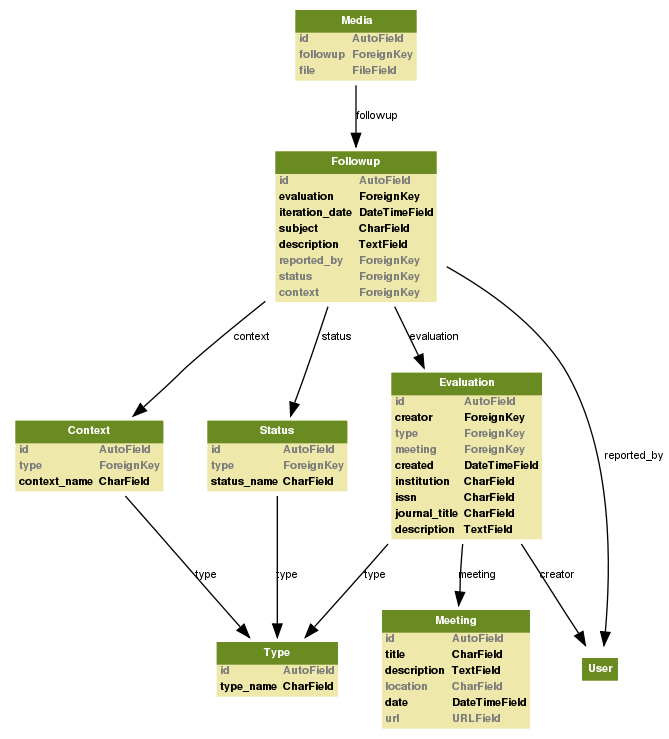 Media
id AutoField
followup ForeignKey
file FileField
followup
Followup
id AutoField
evaluation ForeignKey
iteration_date DateTimeField
subject CharField
description TextField
reported_by ForeignKey
status ForeignKey
context ForeignKey
context
status
evaluation
reported_by
Context
id AutoField
type ForeignKey
context_name CharField
Status
id AutoField
type ForeignKey
status_name CharField
Evaluation
id AutoField
creator ForeignKey
type ForeignKey
meeting ForeignKey
created DateTimeField
institution CharField
issn CharField
journal_title CharField
description TextField
type
type
type
meeting
creator
Type
id AutoField
type_name CharField
Meeting
id AutoField
title CharField
description TextField
location CharField
date DateTimeField
url URLField
User